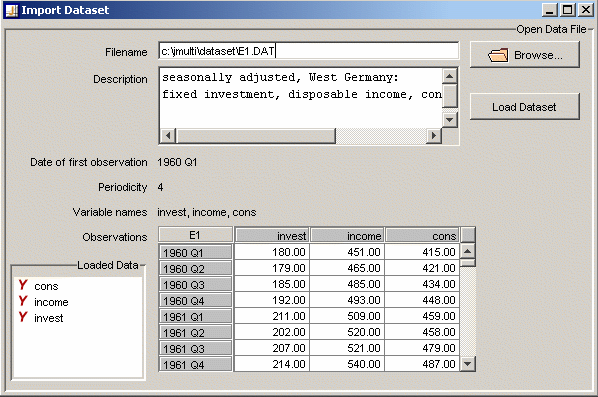 Import Dataset
Open Data File
Filename c:\jmulti\dataset\E1.DAT Browse...
Description seasonally adjusted, West Germany:
fixed investment, disposable income, con
Load Dataset
Date of first observation 1960 Q1
Periodicity 4
Variable names invest, income, cons
Observations E1 invest income cons
1960 Q1 180.00 451.00 415.00
1960 Q2 179.00 465.00 421.00
1960 Q3 185.00 485.00 434.00
1960 Q4 192.00 493.00 448.00
1961 Q1 211.00 509.00 459.00
1961 Q2 202.00 520.00 458.00
1961 Q3 207.00 521.00 479.00
1961 Q4 214.00 540.00 487.00
Loaded Data
Y cons
Y income
Y invest